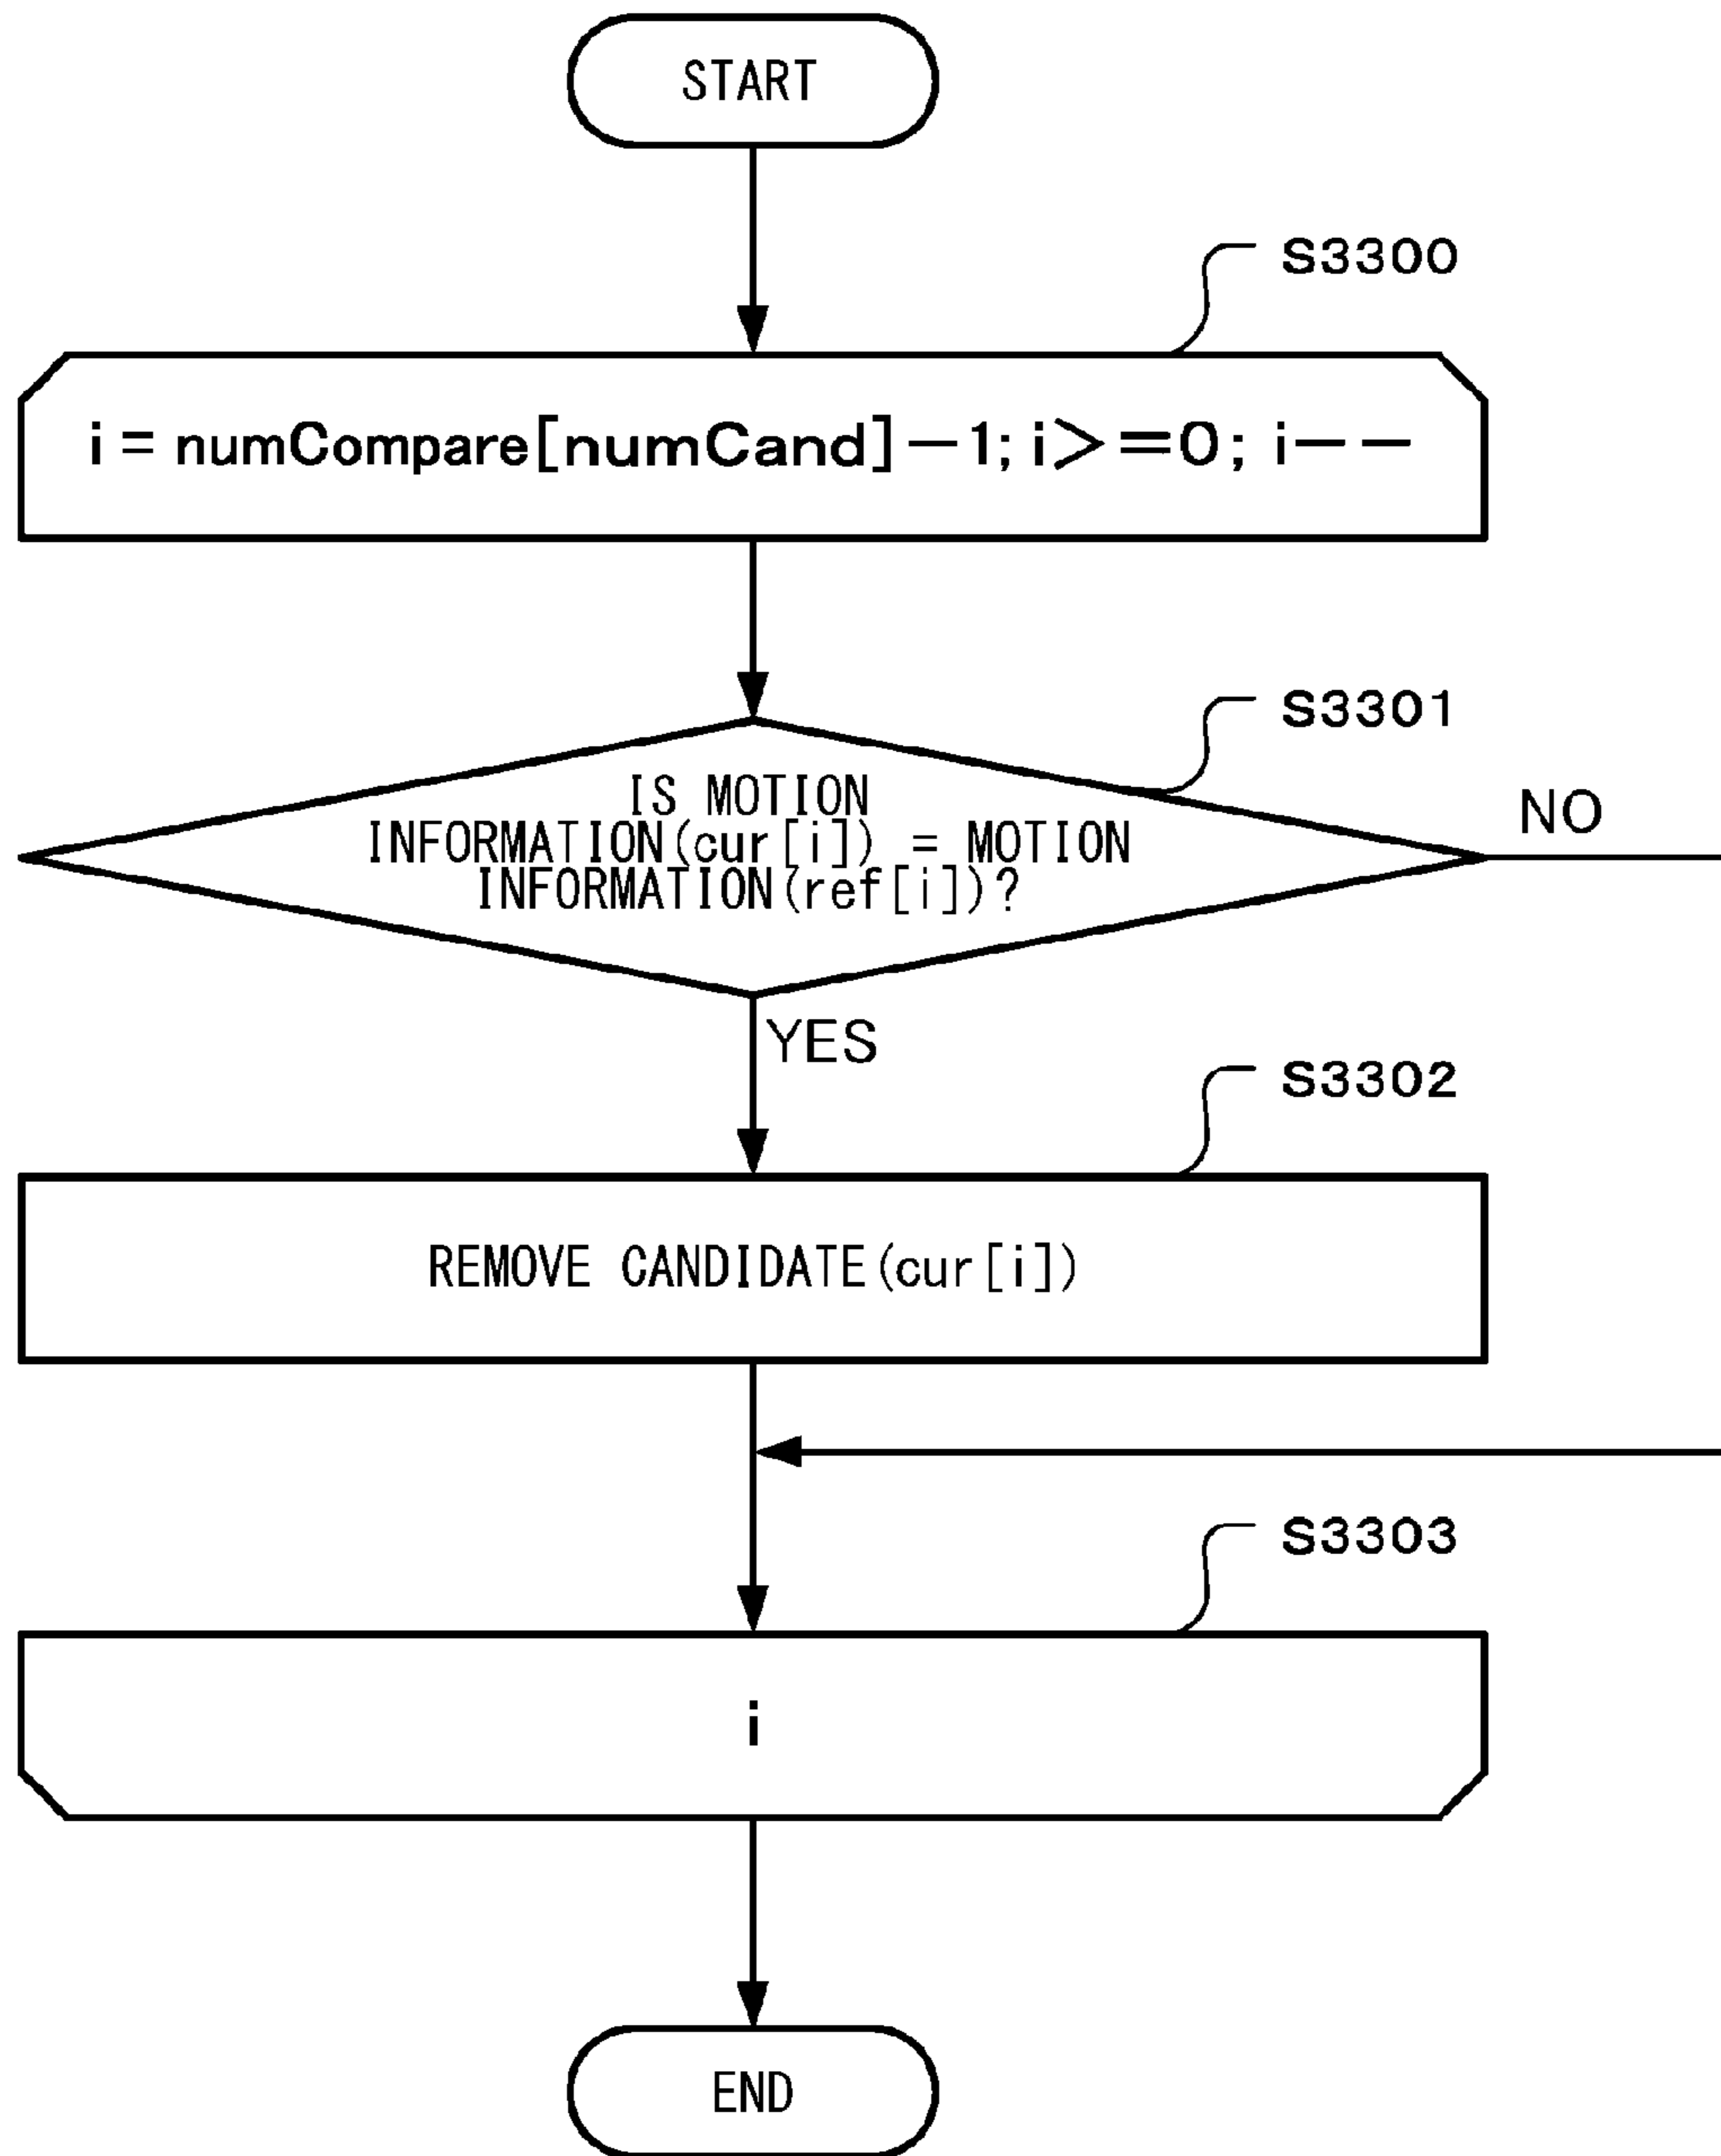 START
S3300
i = numCompare[numCand]-1; i>=0; i--
S3301
IS MOTION
INFORMATION(cur[i]) = MOTION
INFORMATION(ref[i])?
NO
YES
S3302
REMOVE CANDIDATE(cur[i])
S3303
i
END